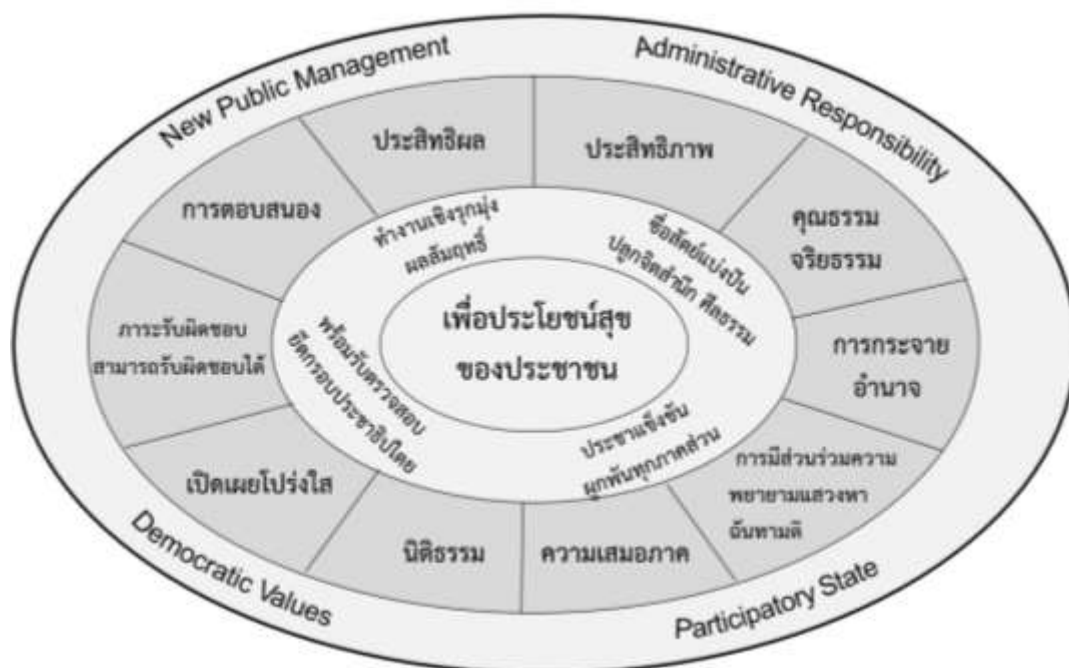 New Public Management
Administrative Responsibility
ประสิทธิผล
ประสิทธิภาพ
การตอบสนอง
คุณธรรม
จริยธรรม
ทำงานเชิงรุกมุ่ง
ผลสัมฤทธิ์
ซื่อสัตย์แบ่งปัน
ปลูกจิตสำนึก ศีลธรรม
เพื่อประโยชน์สุข
ของประชาชน
ภาระรับผิดชอบ
สามารถรับผิดชอบได้
การกระจาย
อำนาจ
พร้อมรับตรวจสอบ
ยึดกรอบประชาธิปไตย
ประชาแข็งขัน
ผูกพันทุกภาคส่วน
เปิดเผยโปร่งใส
การมีส่วนร่วมความ
พยายามแสวงหา
ฉันทามติ
นิติธรรม
ความเสมอภาค
Democratic Values
Participatory State